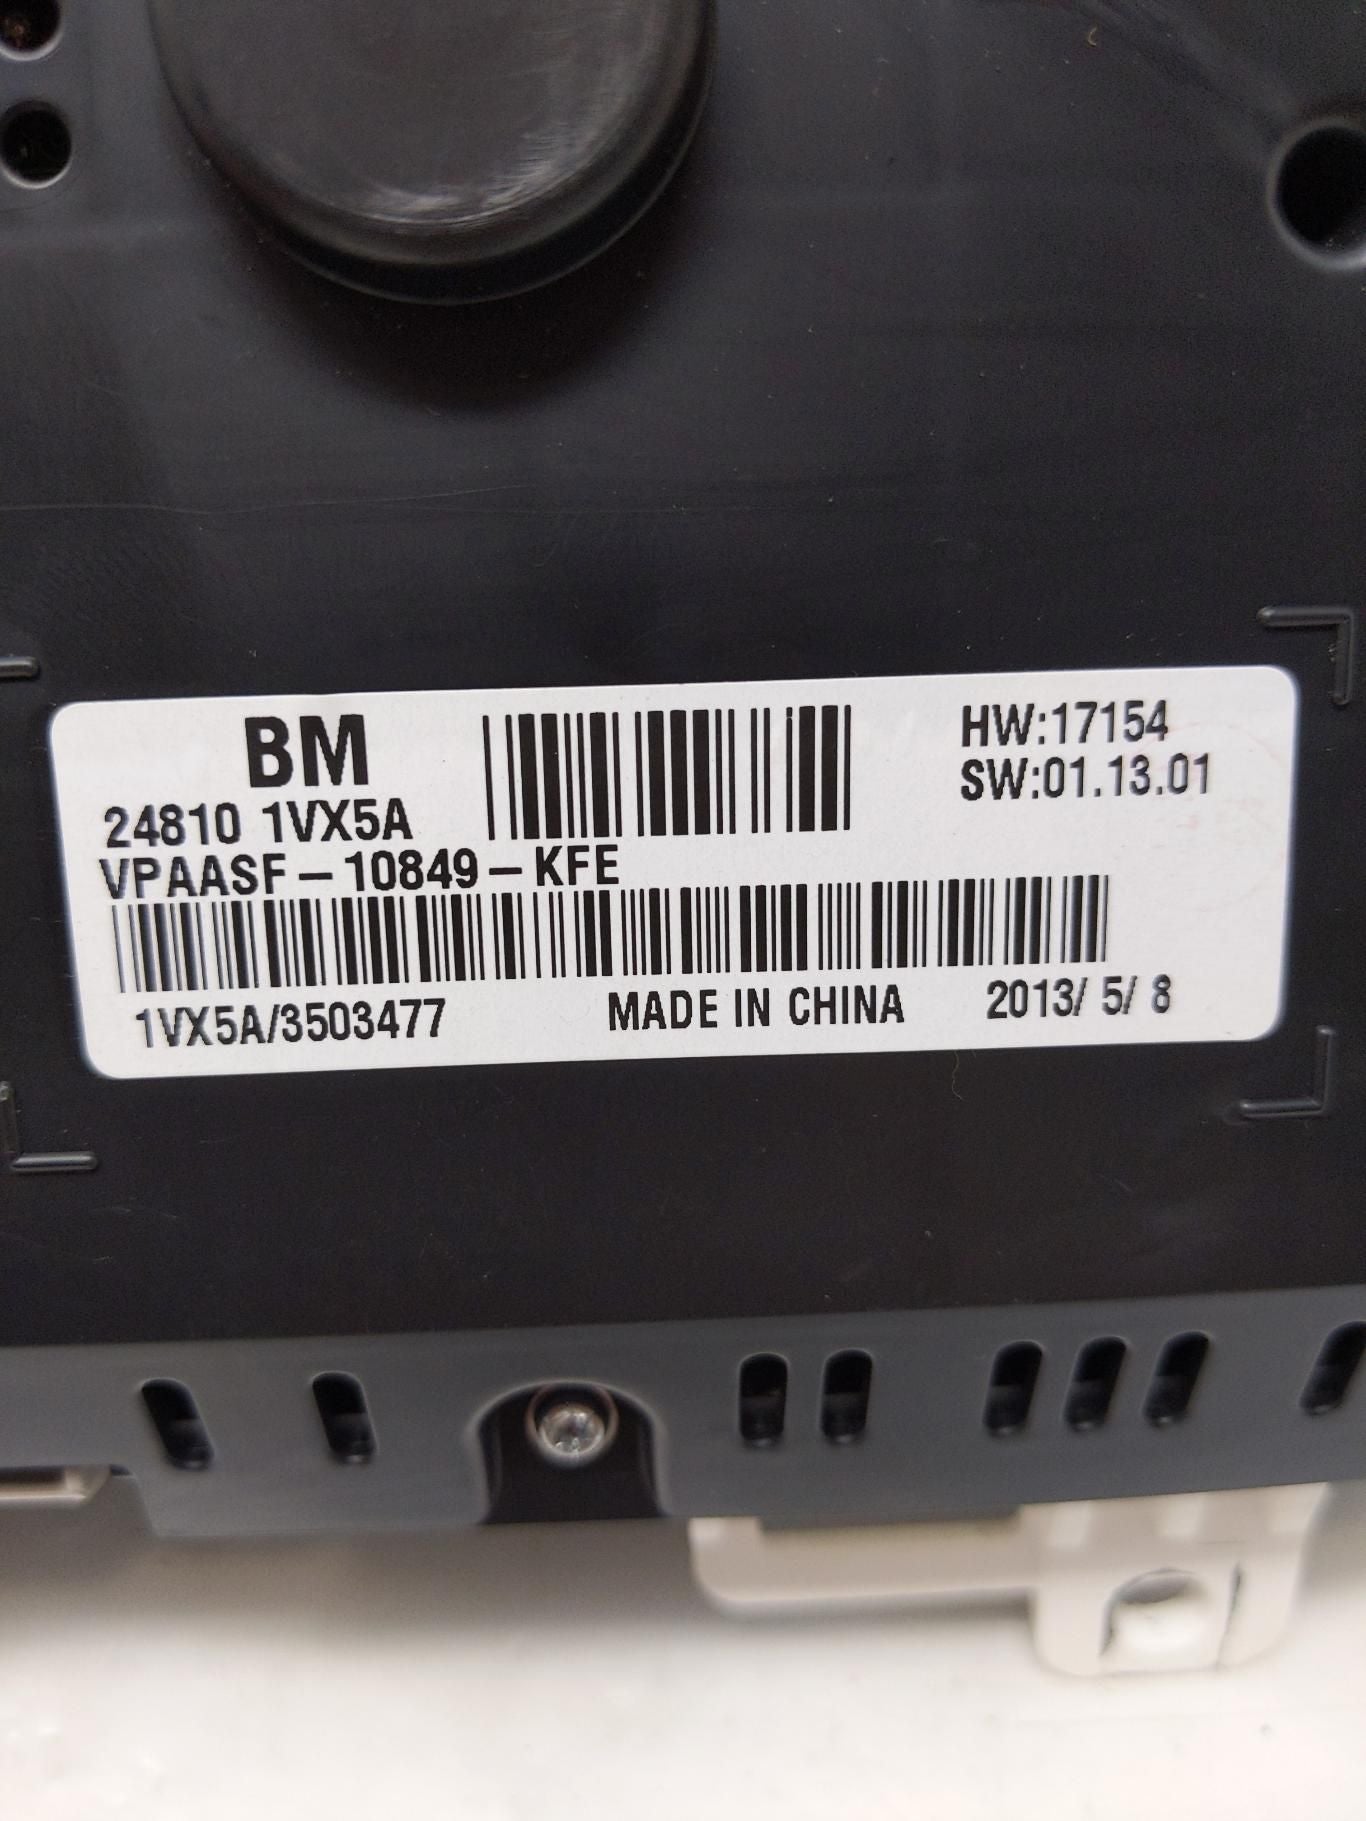 BM
24810 1VX5A
HW:17154
SW:01.13.01
VPAASF-10849-KFE
1VX5A/3503477 MADE IN CHINA 2013/ 5/ 8